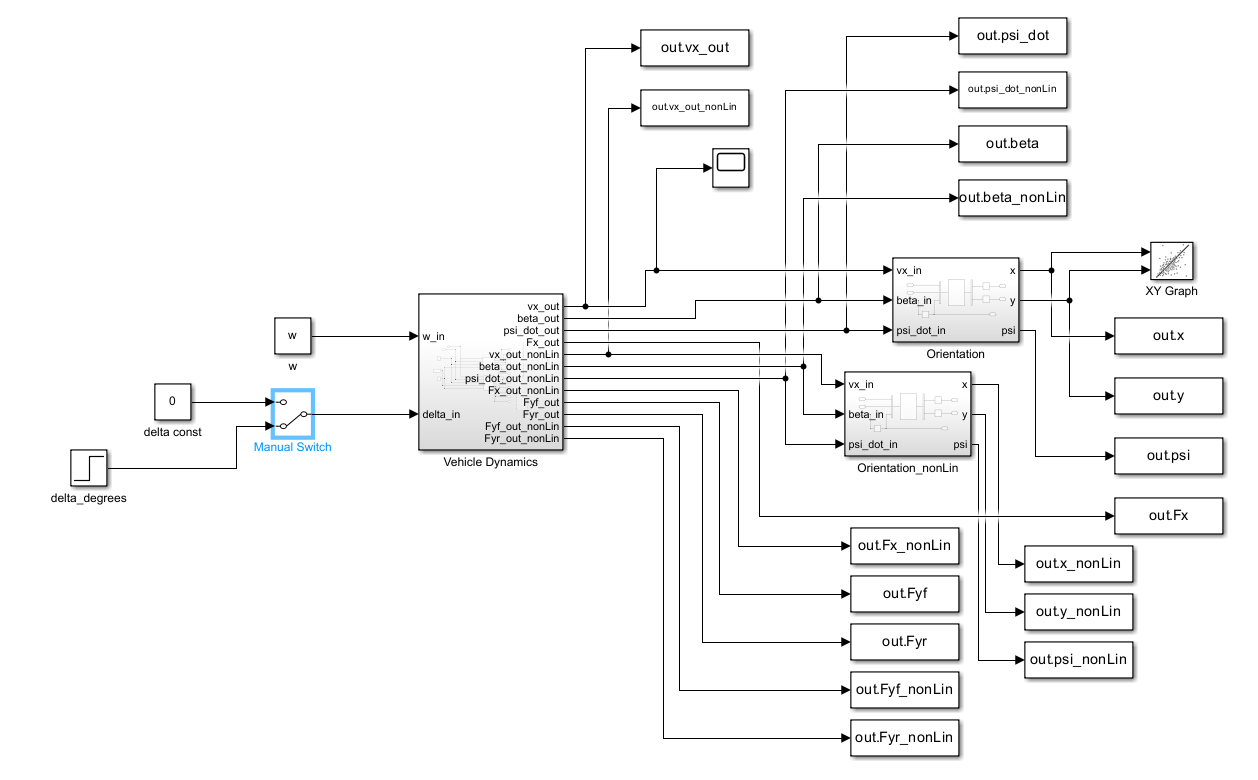 out.vx_out
out.vx_out_nonLin
out.psi_dot
out.psi_dot_nonLin
out.beta
out.beta_nonLin
w
w
0
delta const
Manual Switch
delta_degrees
w_in
delta_in
vx_out
beta_out
psi_dot_out
Fx_out
vx_out_nonLin
beta_out_nonLin
psi_dot_out_nonLin
Fx_out_nonLin
Fyf_out
Fyr_out
Fyf_out_nonLin
Fyr_out_nonLin
Vehicle Dynamics
vx_in
beta_in
psi_dot_in
x
y
psi
Orientation
vx_in
beta_in
psi_dot_in
x
y
psi
Orientation_nonLin
XY Graph
out.x
out.y
out.psi
out.Fx
out.Fx_nonLin
out.Fyf
out.Fyr
out.Fyf_nonLin
out.Fyr_nonLin
out.x_nonLin
out.y_nonLin
out.psi_nonLin